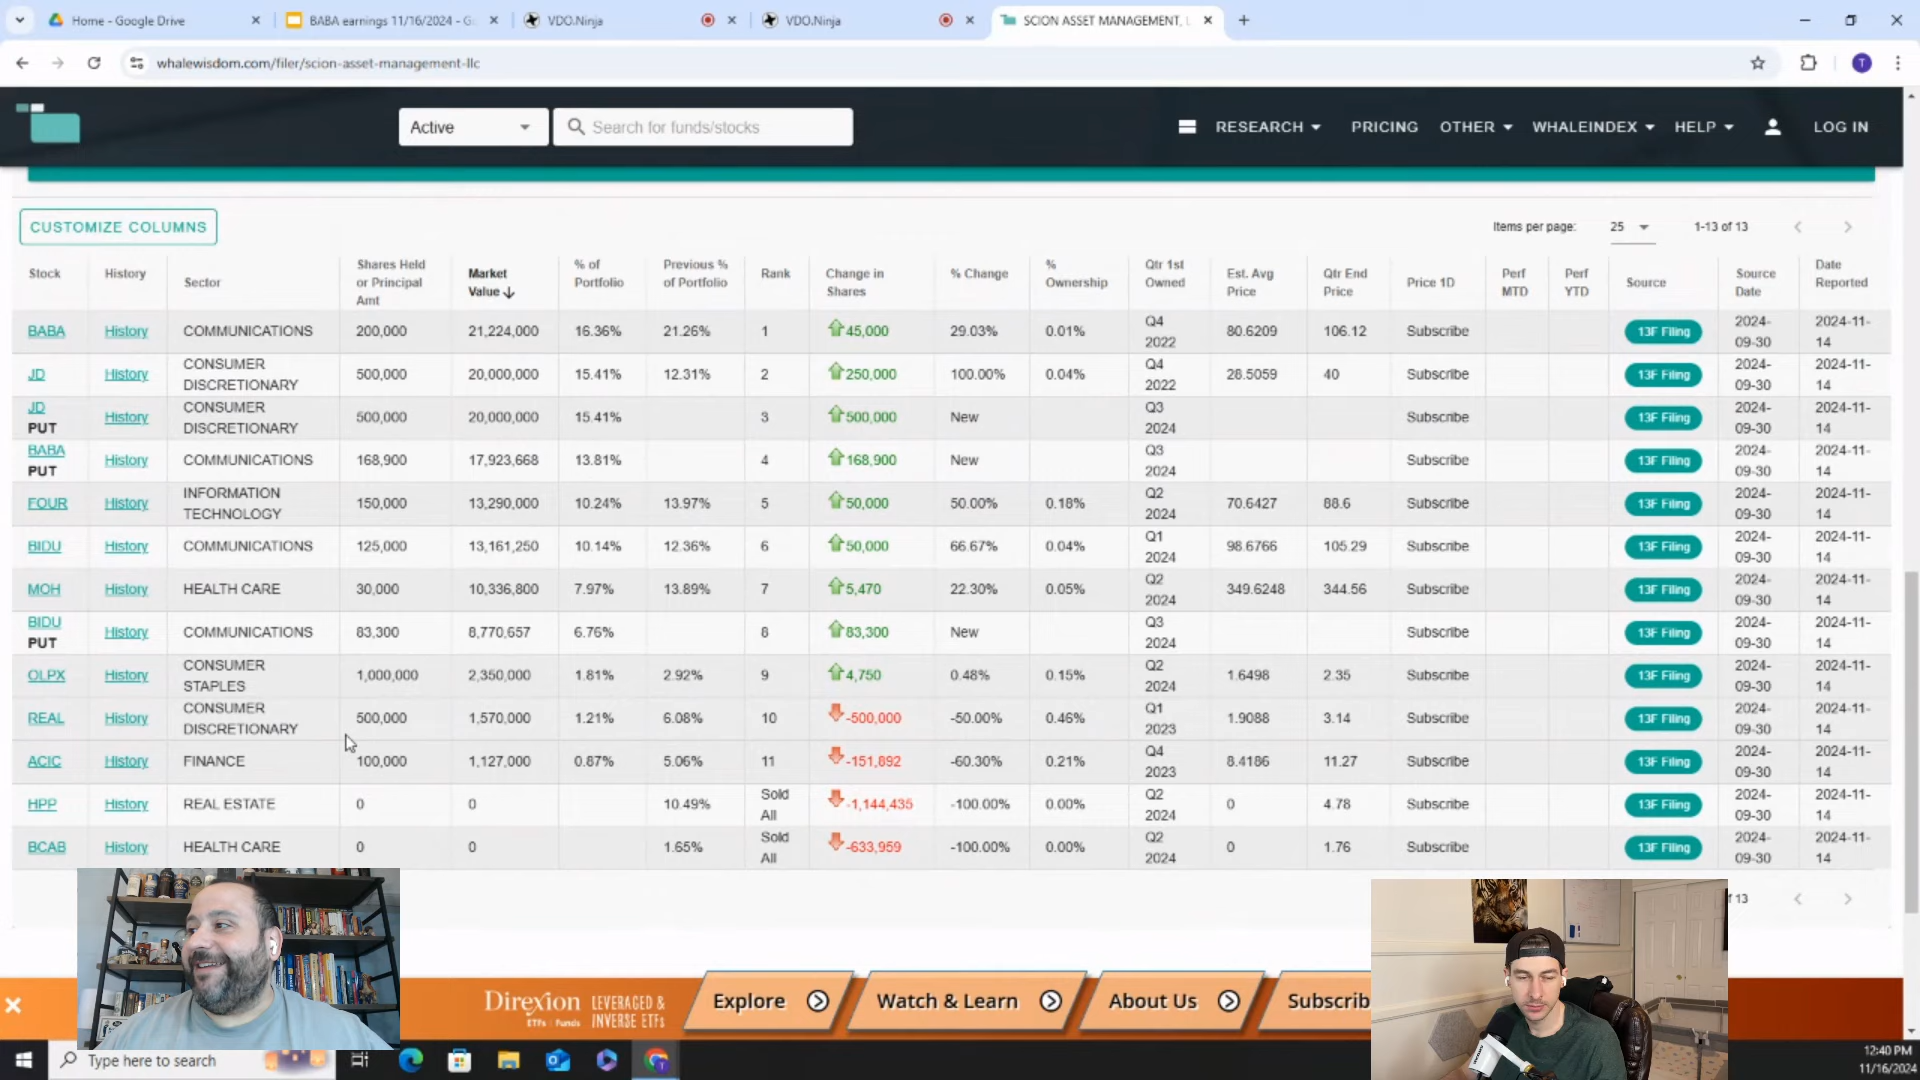 Home - Google Drive
BABA earnings 11/16/2024 - G
VDO.Ninja
VDO.Ninja
SCION ASSET MANAGEMENT, L
whalewisdom.com/filer/scion-asset-management-llc
T
Active
Search for funds/stocks
RESEARCH
PRICING
OTHER
WHALEINDEX
HELP
LOG IN
CUSTOMIZE COLUMNS
Items per page: 25 1-13 of 13
Stock History Sector Shares Held or Principal Amt Market Value % of Portfolio Previous % of Portfolio Rank Change in Shares % Change % Ownership Qtr 1st Owned Est. Avg Price Qtr End Price Price 1D Perf MTD Perf YTD Source Source Date Date Reported
BABA History COMMUNICATIONS 200,000 21,224,000 16.36% 21.26% 1 45,000 29.03% 0.01% Q4 2022 80.6209 106.12 Subscribe 13F Filing 2024-09-30 2024-11-14
JD History CONSUMER DISCRETIONARY 500,000 20,000,000 15.41% 12.31% 2 250,000 100.00% 0.04% Q4 2022 28.5059 40 Subscribe 13F Filing 2024-09-30 2024-11-14
JD PUT History CONSUMER DISCRETIONARY 500,000 20,000,000 15.41% 3 500,000 New Q3 2024 Subscribe 13F Filing 2024-09-30 2024-11-14
BABA PUT History COMMUNICATIONS 168,900 17,923,668 13.81% 4 168,900 New Q3 2024 Subscribe 13F Filing 2024-09-30 2024-11-14
FOUR History INFORMATION TECHNOLOGY 150,000 13,290,000 10.24% 13.97% 5 50,000 50.00% 0.18% Q2 2024 70.6427 88.6 Subscribe 13F Filing 2024-09-30 2024-11-14
BIDU History COMMUNICATIONS 125,000 13,161,250 10.14% 12.36% 6 50,000 66.67% 0.04% Q1 2024 98.6766 105.29 Subscribe 13F Filing 2024-09-30 2024-11-14
MOH History HEALTH CARE 30,000 10,336,800 7.97% 13.89% 7 5,470 22.30% 0.05% Q2 2024 349.6248 344.56 Subscribe 13F Filing 2024-09-30 2024-11-14
BIDU PUT History COMMUNICATIONS 83,300 8,770,657 6.76% 8 83,300 New Q3 2024 Subscribe 13F Filing 2024-09-30 2024-11-14
OLPX History CONSUMER STAPLES 1,000,000 2,350,000 1.81% 2.92% 9 4,750 0.48% 0.15% Q2 2024 1.6498 2.35 Subscribe 13F Filing 2024-09-30 2024-11-14
REAL History CONSUMER DISCRETIONARY 500,000 1,570,000 1.21% 6.08% 10 -500,000 -50.00% 0.46% Q1 2023 1.9088 3.14 Subscribe 13F Filing 2024-09-30 2024-11-14
ACIC History FINANCE 100,000 1,127,000 0.87% 5.06% 11 -151,892 -60.30% 0.21% Q4 2023 8.4186 11.27 Subscribe 13F Filing 2024-09-30 2024-11-14
HPP History REAL ESTATE 0 0 10.49% Sold All -1,144,435 -100.00% 0.00% Q2 2024 0 4.78 Subscribe 13F Filing 2024-09-30 2024-11-14
BCAB History HEALTH CARE 0 0 1.65% Sold All -633,959 -100.00% 0.00% Q2 2024 0 1.76 Subscribe 13F Filing 2024-09-30 2024-11-14
f 13
Direxion
ETFs Funds
LEVERAGED &
INVERSE ETFs
Explore
Watch & Learn
About Us
Subscrib
Type here to search
12:40 PM
11/16/2024